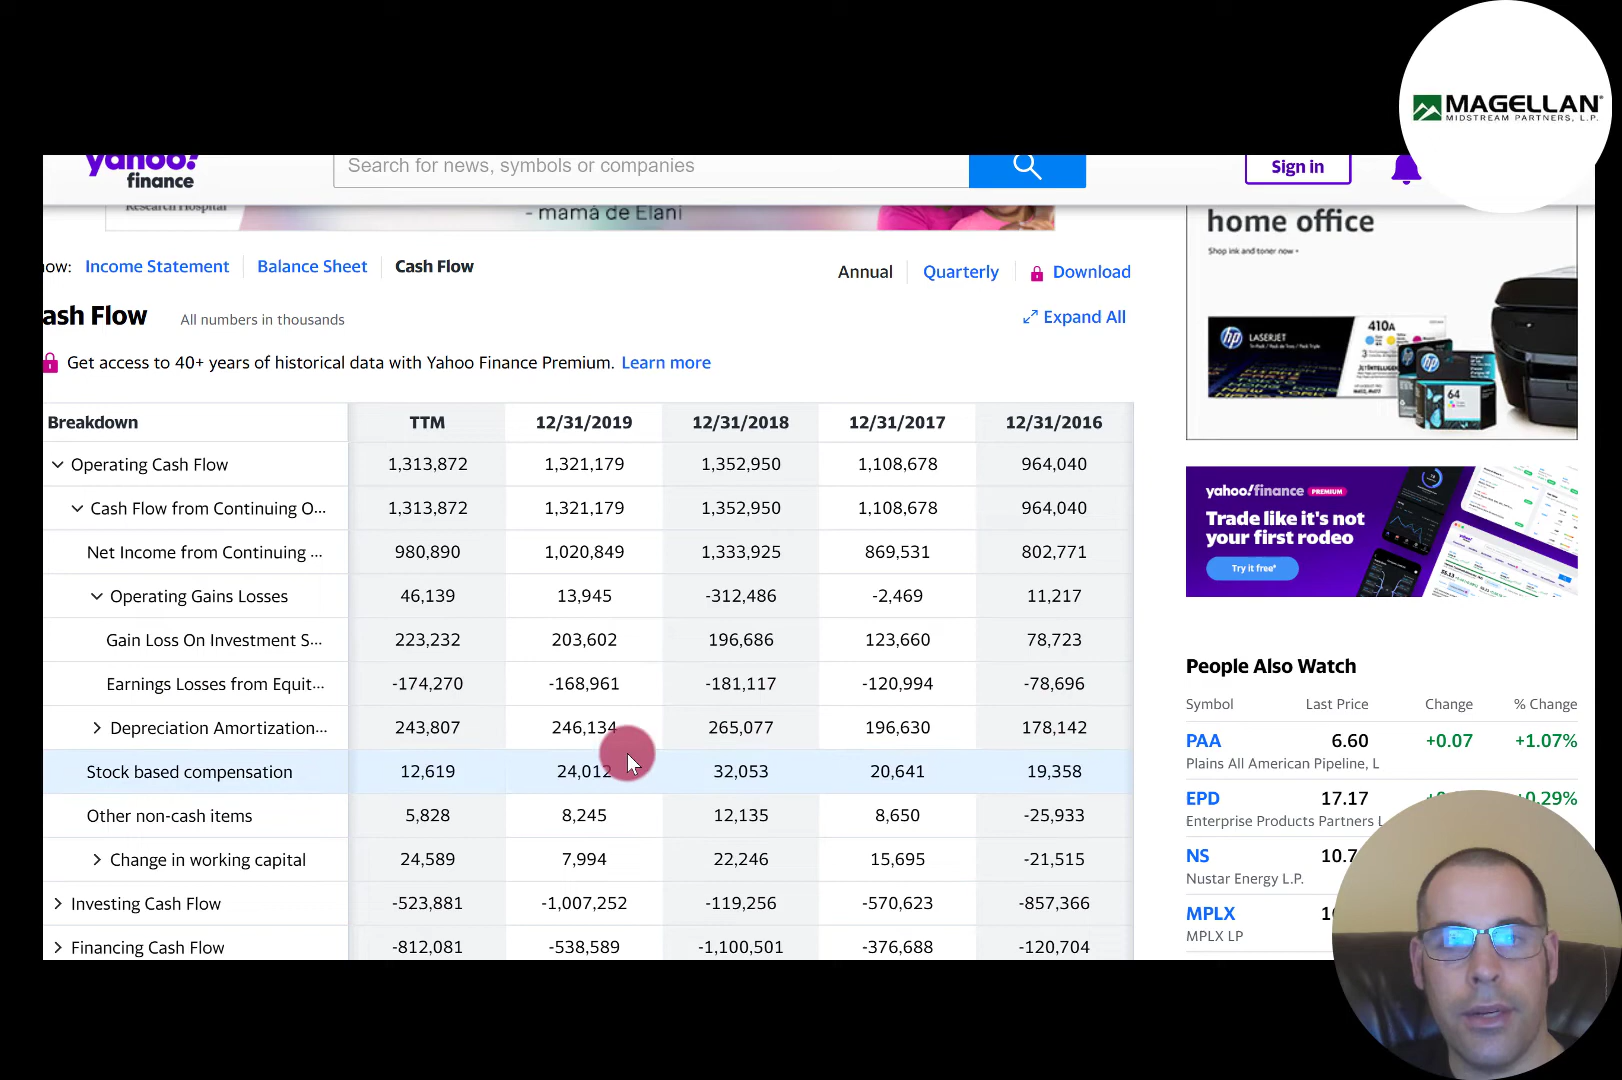 MAGELLAN
MIDSTREAM PARTNERS, L.P.
yahoo!
finance
Search for news, symbols or companies
Sign in
Research Hospital
- mamá de Elani
home office
Shop ink and toner now
ow: Income Statement Balance Sheet Cash Flow
Annual Quarterly Download
ash Flow All numbers in thousands
Expand All
Get access to 40+ years of historical data with Yahoo Finance Premium. Learn more
hp LASERJET
410A
64
Breakdown TTM 12/31/2019 12/31/2018 12/31/2017 12/31/2016
Operating Cash Flow 1,313,872 1,321,179 1,352,950 1,108,678 964,040
Cash Flow from Continuing O... 1,313,872 1,321,179 1,352,950 1,108,678 964,040
Net Income from Continuing ... 980,890 1,020,849 1,333,925 869,531 802,771
Operating Gains Losses 46,139 13,945 -312,486 -2,469 11,217
Gain Loss On Investment S... 223,232 203,602 196,686 123,660 78,723
Earnings Losses from Equit... -174,270 -168,961 -181,117 -120,994 -78,696
Depreciation Amortization... 243,807 246,134 265,077 196,630 178,142
Stock based compensation 12,619 24,012 32,053 20,641 19,358
Other non-cash items 5,828 8,245 12,135 8,650 -25,933
Change in working capital 24,589 7,994 22,246 15,695 -21,515
Investing Cash Flow -523,881 -1,007,252 -119,256 -570,623 -857,366
Financing Cash Flow -812,081 -538,589 -1,100,501 -376,688 -120,704
yahoo!finance PREMIUM
Trade like it's not
your first rodeo
Try it free*
People Also Watch
Symbol Last Price Change % Change
PAA 6.60 +0.07 +1.07%
Plains All American Pipeline, L
EPD 17.17 +0.29%
Enterprise Products Partners L
NS 10.7
Nustar Energy L.P.
MPLX
MPLX LP